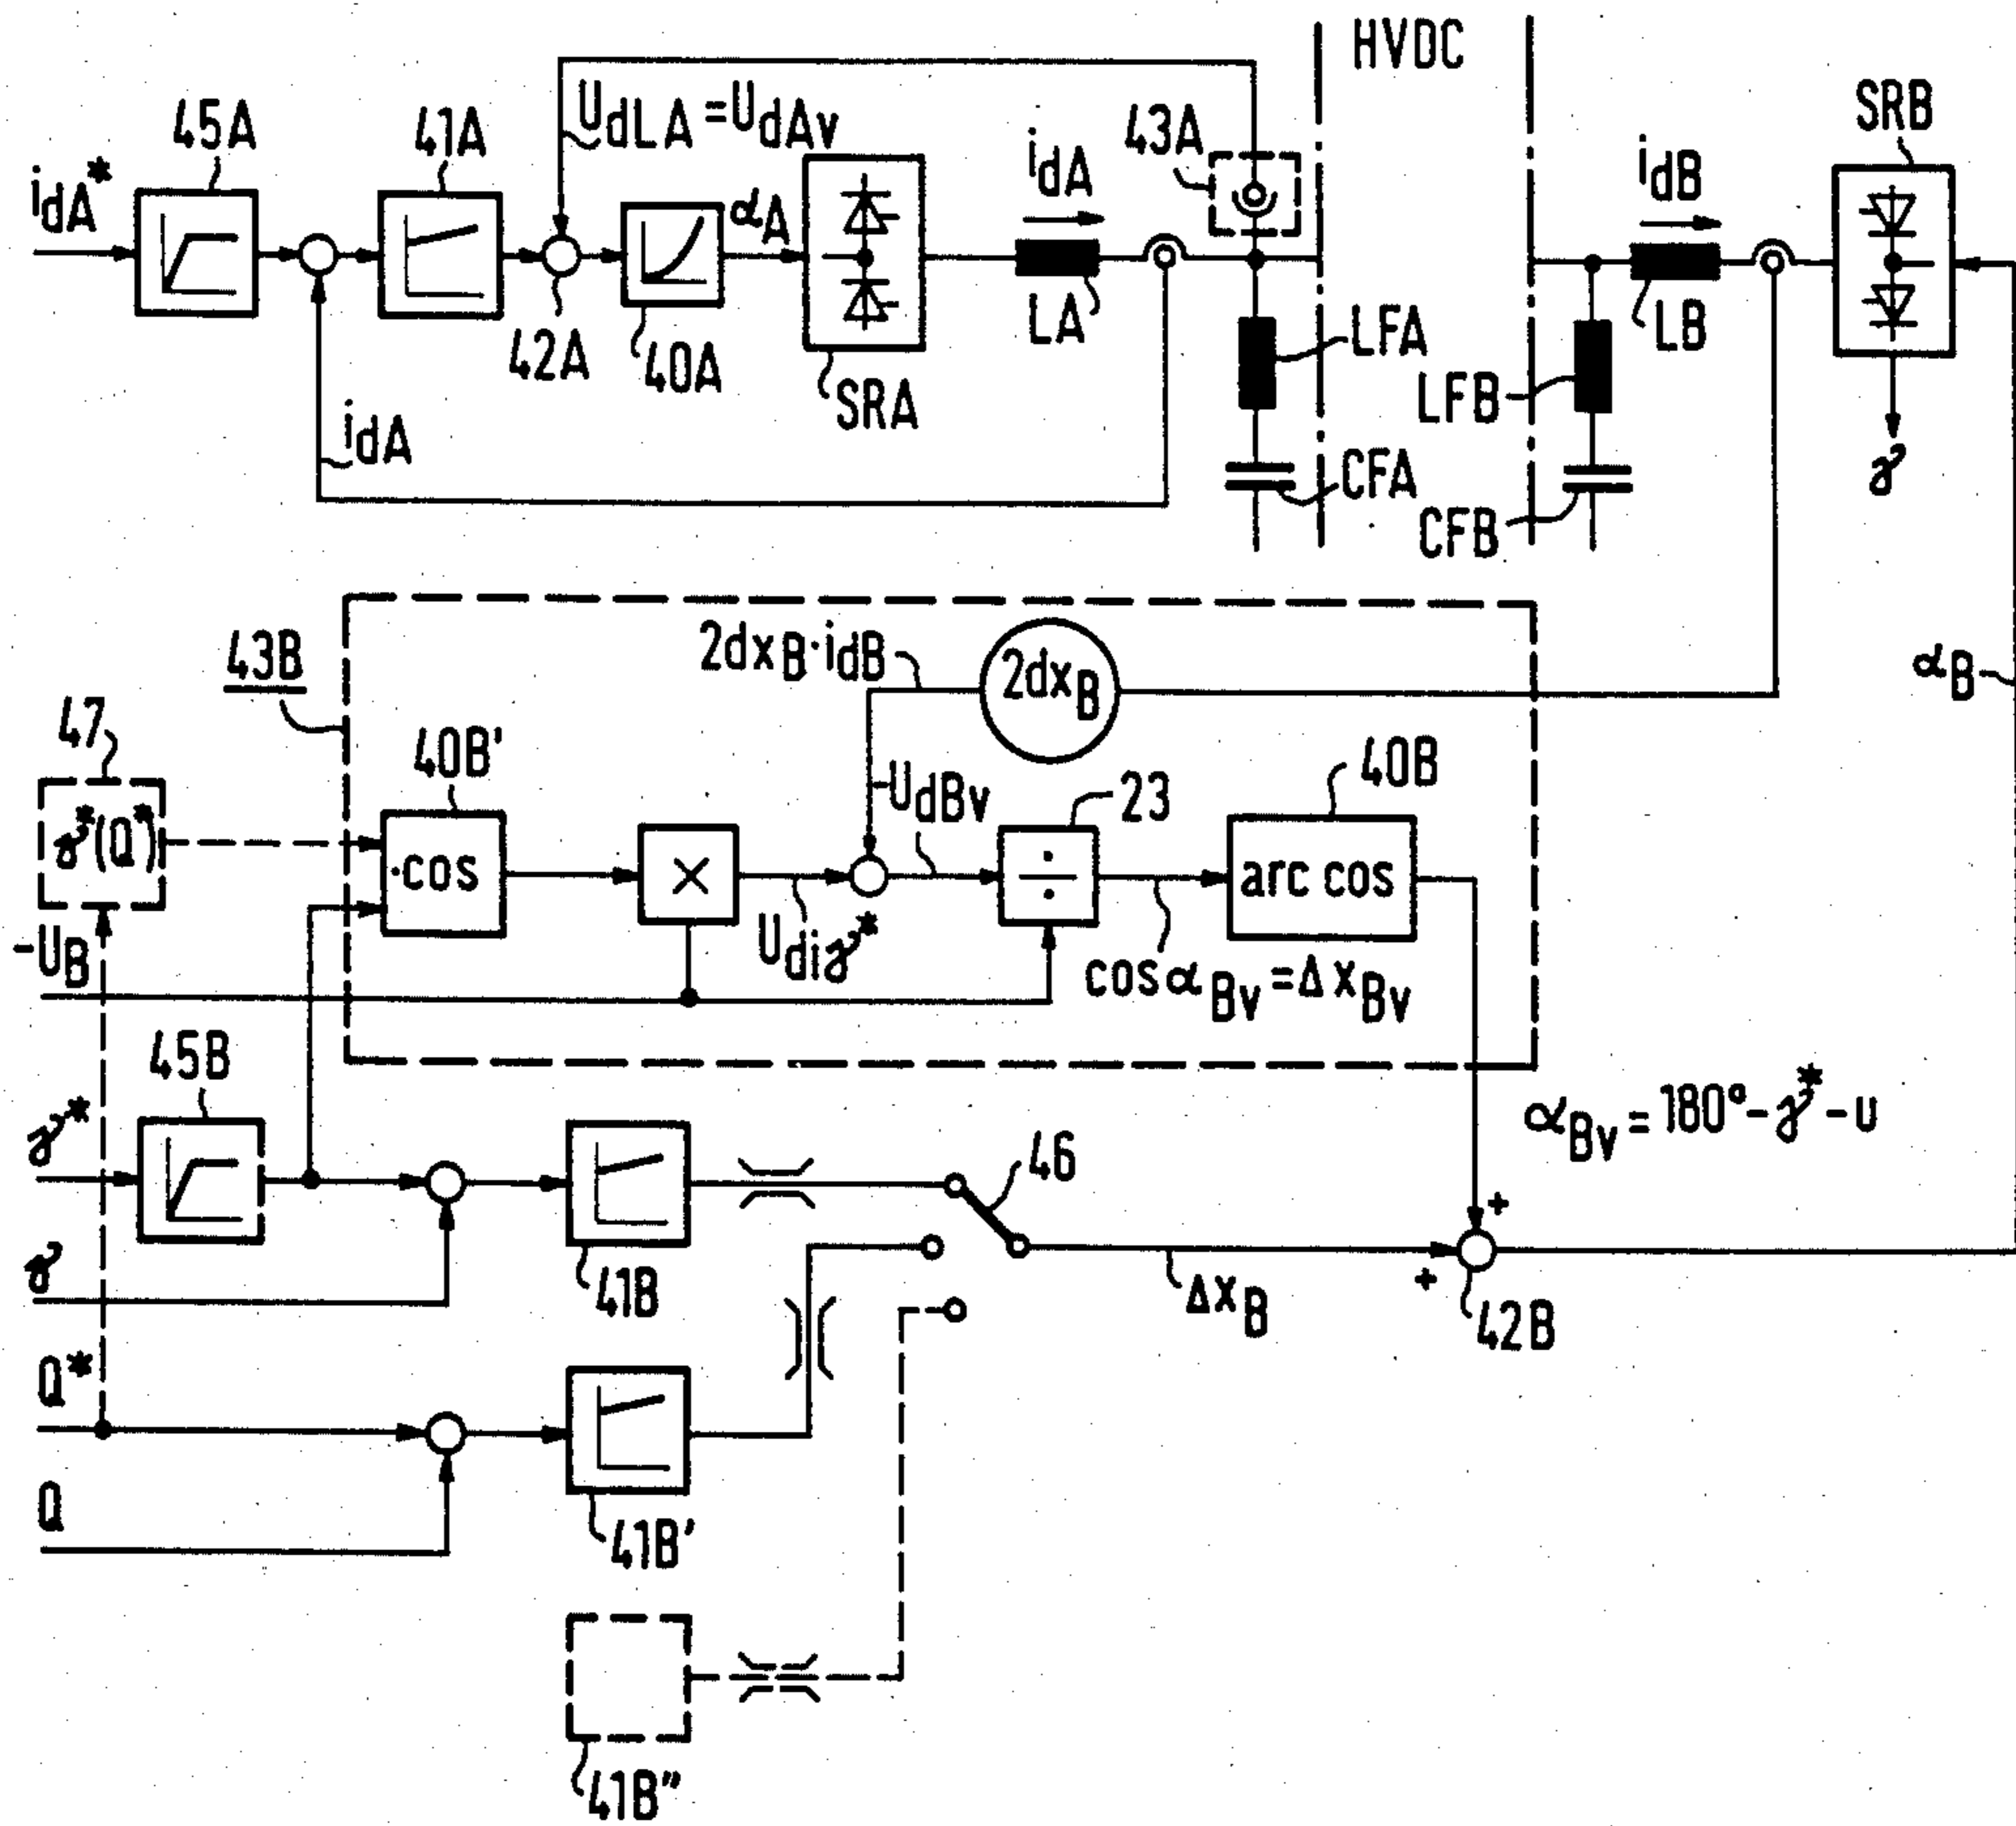 HVDC
45A
41A
UdLA = UdAv
43A
idA
idB
SRB
idA*
αA
42A
40A
SRA
LA
LFA
LFB
LB
idA
CFA
CFB
γ
43B
2dxB·idB
2dxB
αB
47
40B'
UdBv
23
40B
γ*(Q*)
·cos
×
÷
arc cos
-UB
Udiγ*
cos αBv = ΔxBv
45B
γ*
αBv = 180° - γ* - u
46
+
γ
41B
+
ΔxB
42B
Q*
Q
41B'
41B"